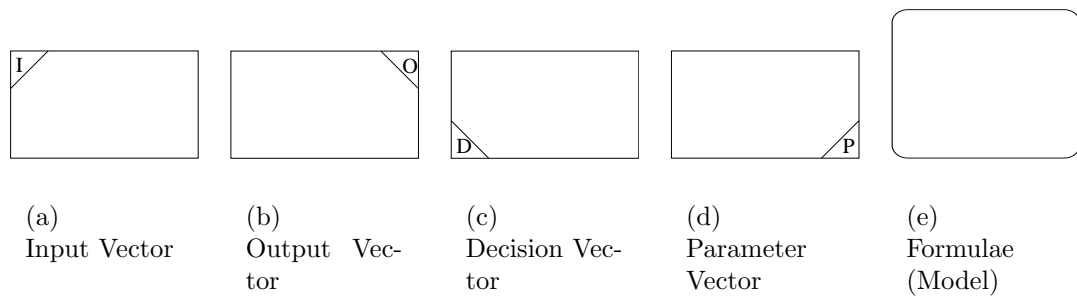 I
O
D
P
(a)
Input Vector
(b)
Output Vec-
tor
(c)
Decision Vec-
tor
(d)
Parameter
Vector
(e)
Formulae
(Model)